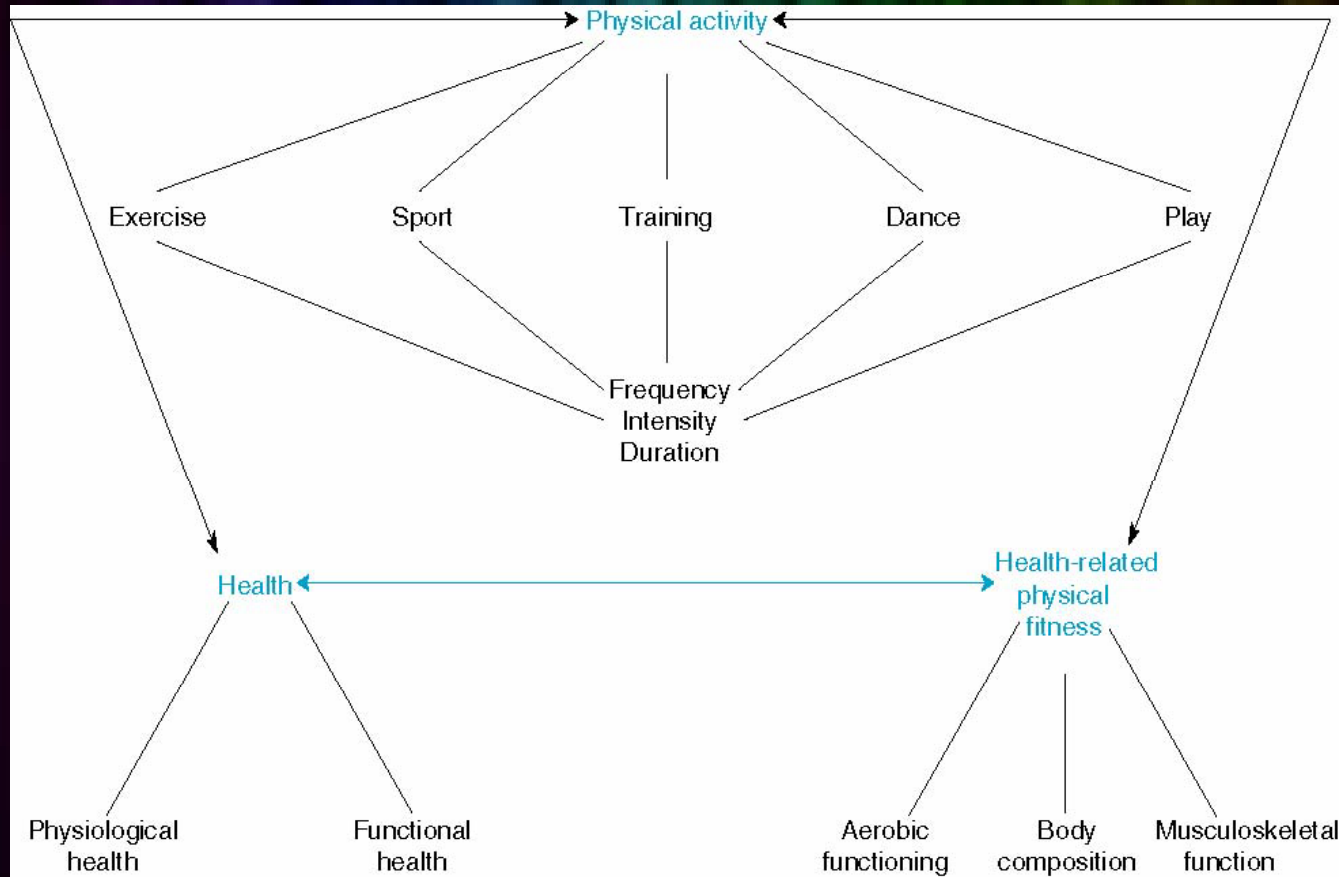 Physical activity
Exercise
Sport
Training
Dance
Play
Frequency
Intensity
Duration
Health
Health-related
physical
fitness
Physiological
health
Functional
health
Aerobic
functioning
Body
composition
Musculoskeletal
function